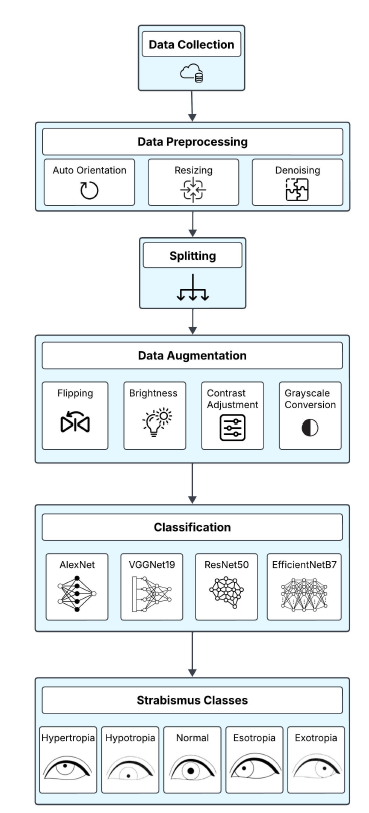 Data Collection
Data Preprocessing
Auto Orientation
Resizing
Denoising
Splitting
Data Augmentation
Flipping
Brightness
Contrast
Adjustment
Grayscale
Conversion
Classification
AlexNet
VGGNet19
ResNet50
EfficientNetB7
Strabismus Classes
Hypertropia
Hypotropia
Normal
Esotropia
Exotropia